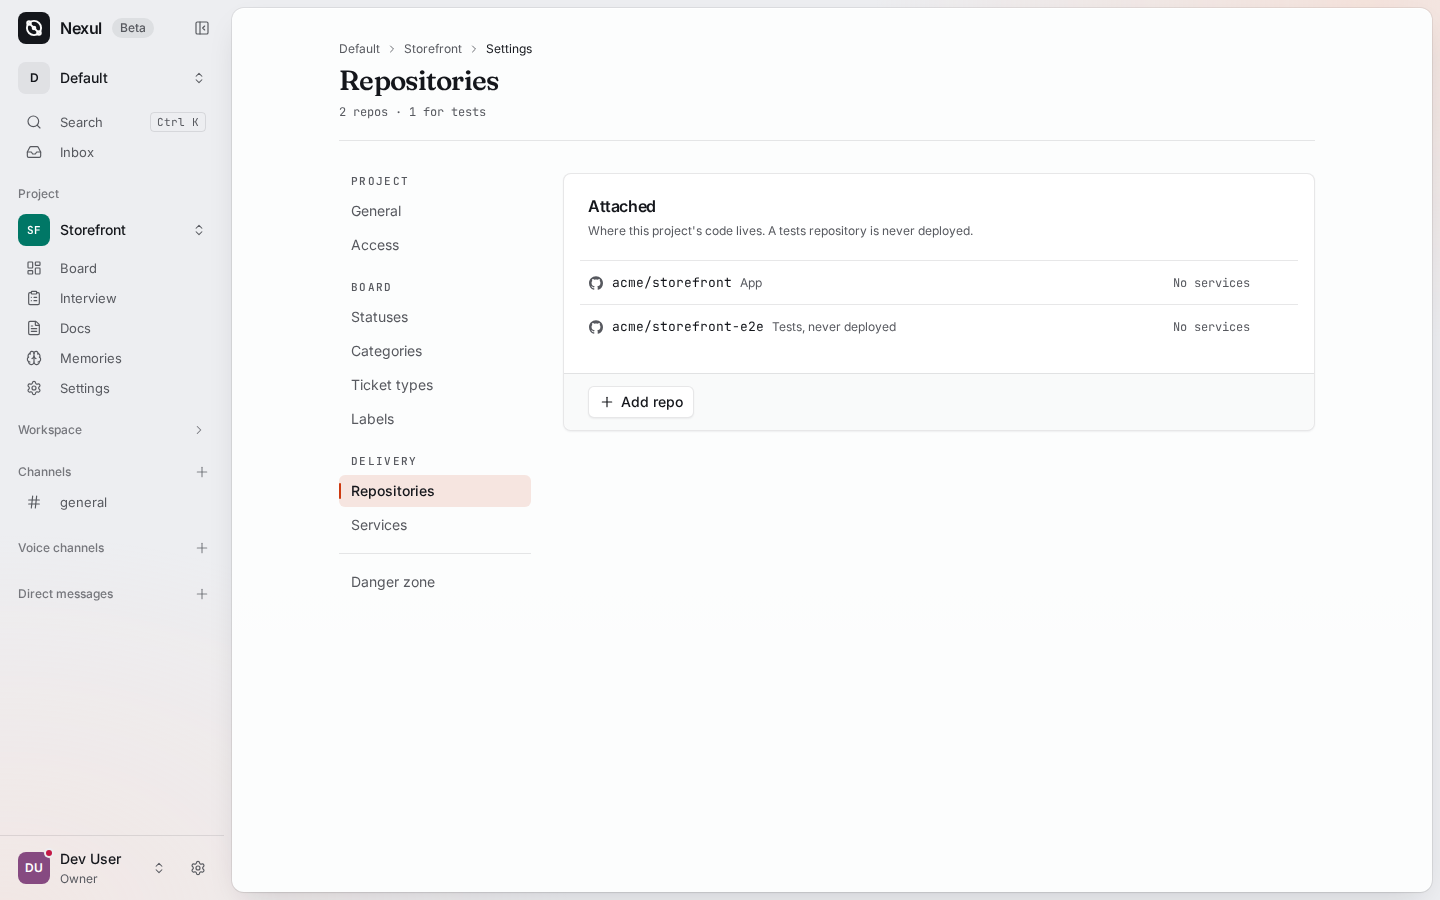 Nexul Beta
D Default
Search Ctrl K
Inbox
Project
SF Storefront
Board
Interview
Docs
Memories
Settings
Workspace
Channels
general
Voice channels
Direct messages
DU Dev User
Owner
Default Storefront Settings
Repositories
2 repos · 1 for tests
PROJECT
General
Access
BOARD
Statuses
Categories
Ticket types
Labels
DELIVERY
Repositories
Services
Danger zone
Attached
Where this project's code lives. A tests repository is never deployed.
acme/storefront App No services
acme/storefront-e2e Tests, never deployed No services
Add repo